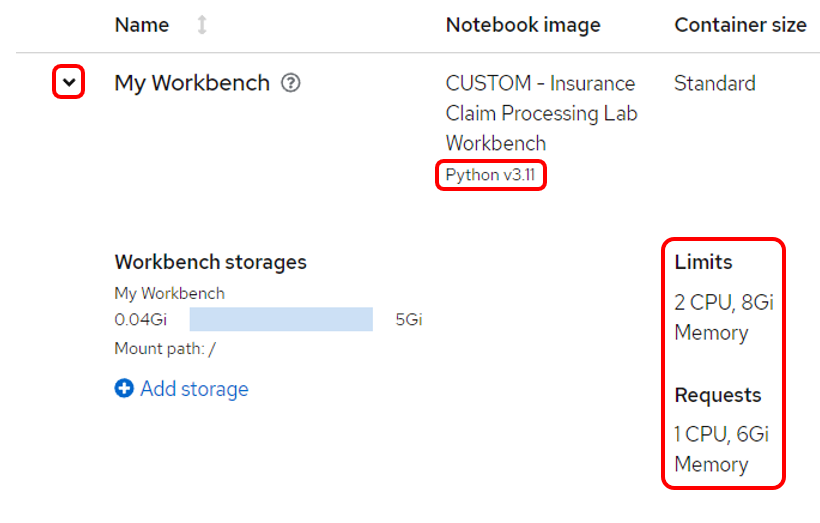 Name Notebook image Container size
My Workbench CUSTOM - Insurance Standard
Claim Processing Lab
Workbench
Python v3.11
Workbench storages Limits
My Workbench 2 CPU, 8Gi
0.04Gi 5Gi Memory
Mount path: /
Add storage Requests
1 CPU, 6Gi
Memory